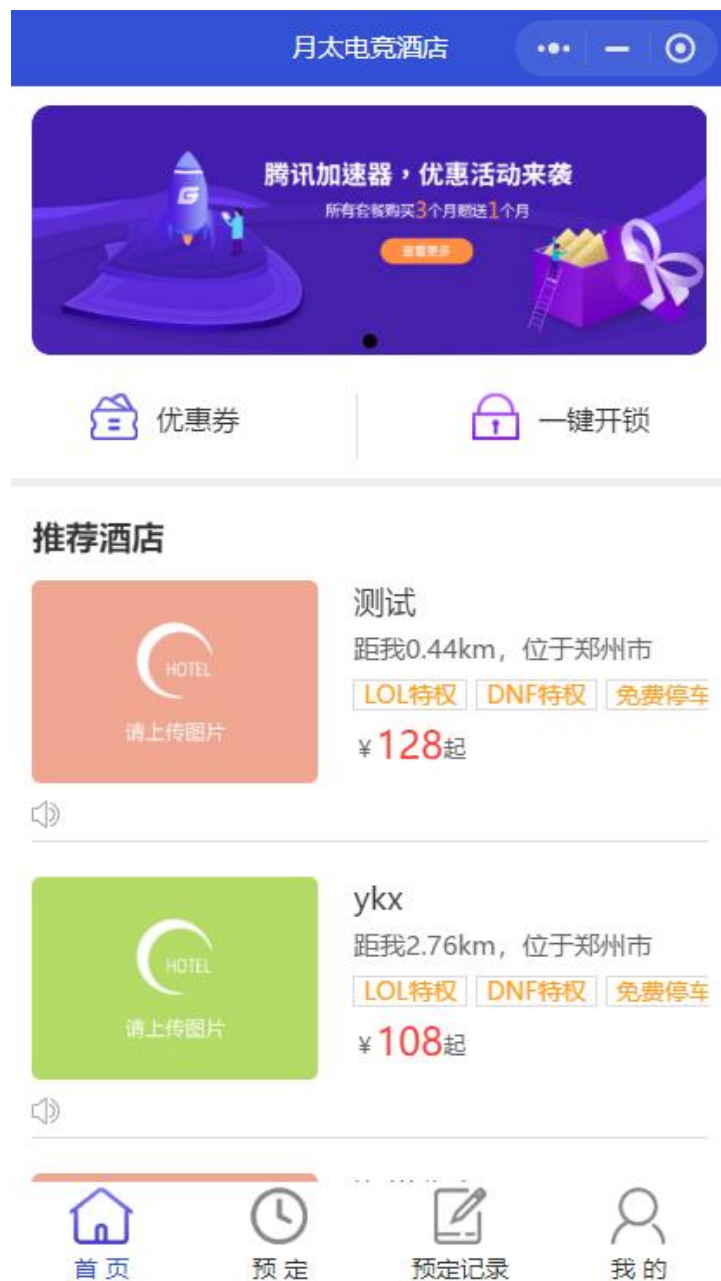 月太电竞酒店
腾讯加速器，优惠活动来袭
所有套餐购买3个月赠送1个月
查看更多
优惠券
一键开锁
推荐酒店
HOTEL
请上传图片
测试
距我0.44km，位于郑州市
LOL特权 DNF特权 免费停车
¥128起
HOTEL
请上传图片
ykx
距我2.76km，位于郑州市
LOL特权 DNF特权 免费停车
¥108起
首页
预定
预定记录
我的